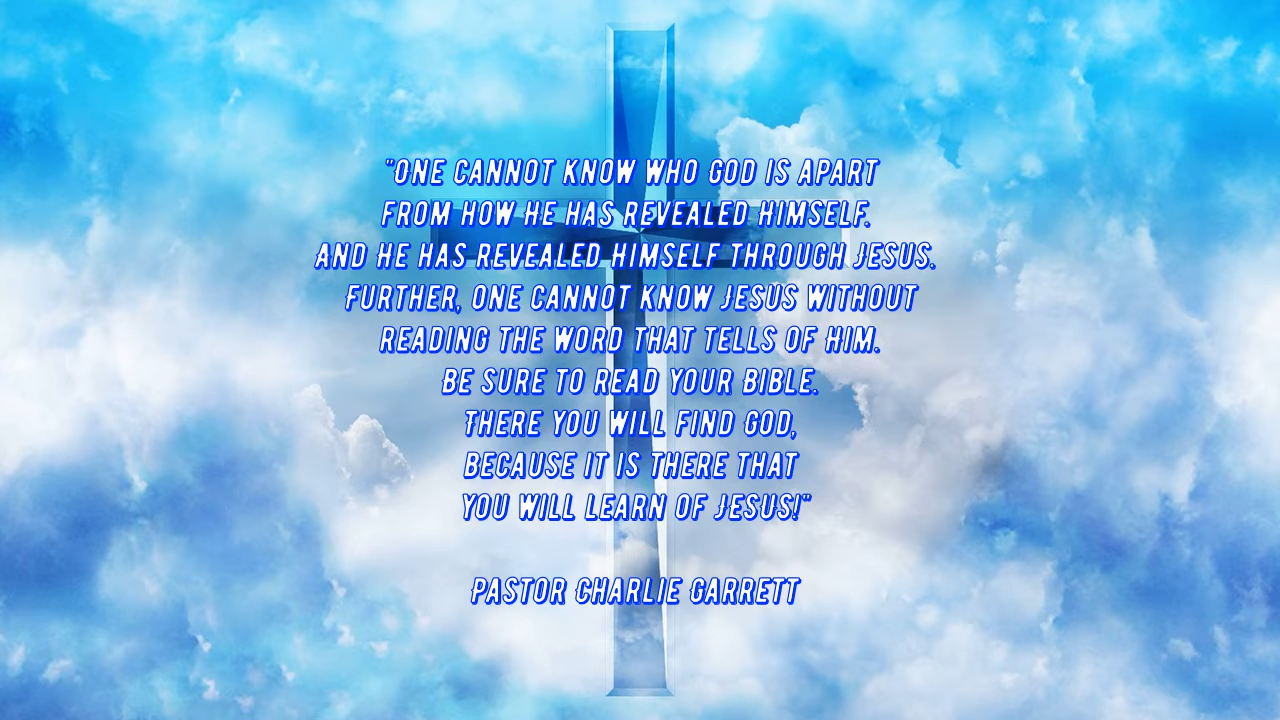 "ONE CANNOT KNOW WHO GOD IS APART
FROM HOW HE HAS REVEALED HIMSELF.
AND HE HAS REVEALED HIMSELF THROUGH JESUS.
FURTHER, ONE CANNOT KNOW JESUS WITHOUT
READING THE WORD THAT TELLS OF HIM.
BE SURE TO READ YOUR BIBLE.
THERE YOU WILL FIND GOD,
BECAUSE IT IS THERE THAT
YOU WILL LEARN OF JESUS!"
PASTOR CHARLIE GARRETT